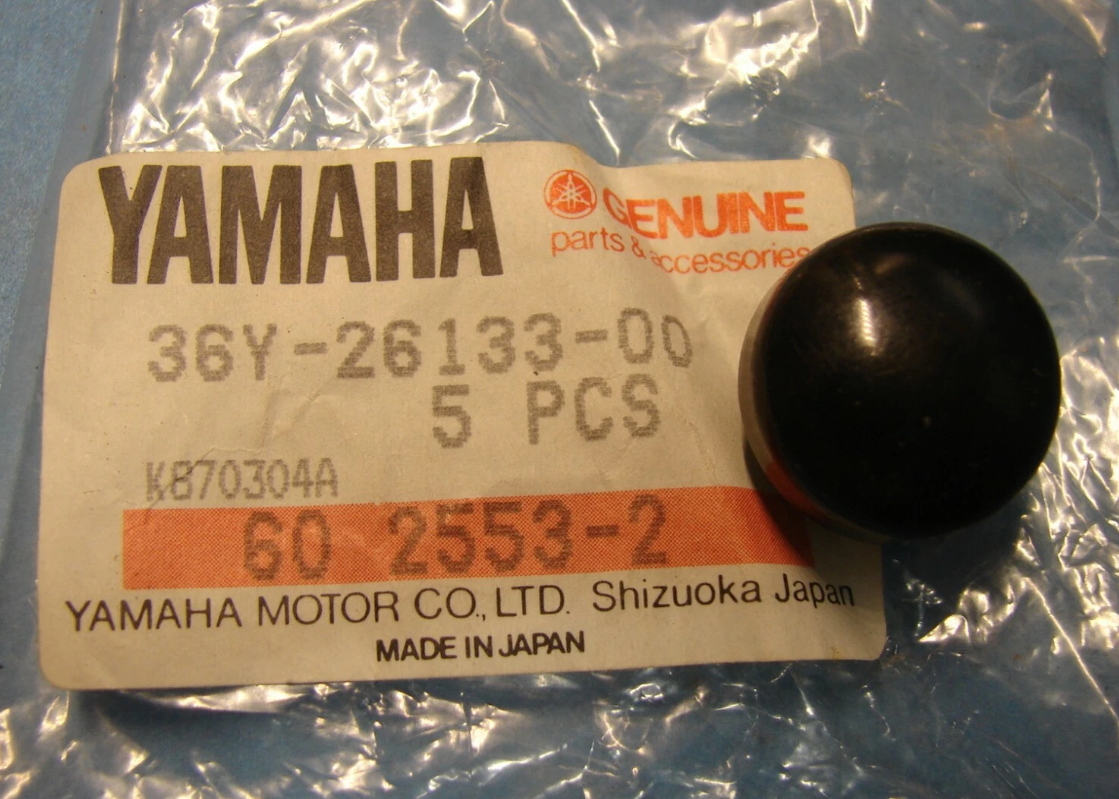 YAMAHA
GENUINE
parts & accessories
36Y-26133-00
5 PCS
K870304A
60 2553-2
YAMAHA MOTOR CO., LTD. Shizuoka Japan
MADE IN JAPAN